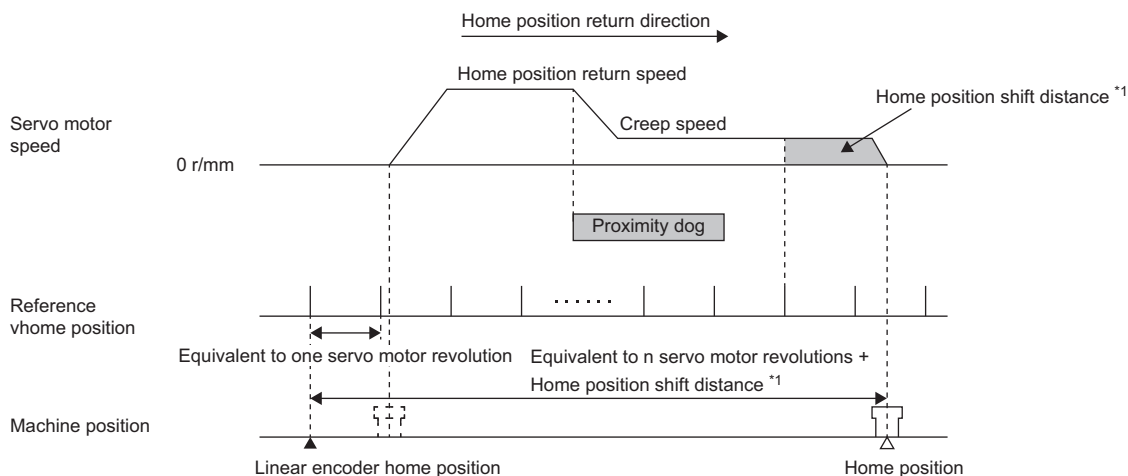 Home position return direction
Home position return speed
Home position shift distance *1
Servo motor
speed
Creep speed
0 r/mm
Proximity dog
Reference
vhome position
Equivalent to one servo motor revolution
Equivalent to n servo motor revolutions +
Home position shift distance *1
Machine position
Linear encoder home position
Home position